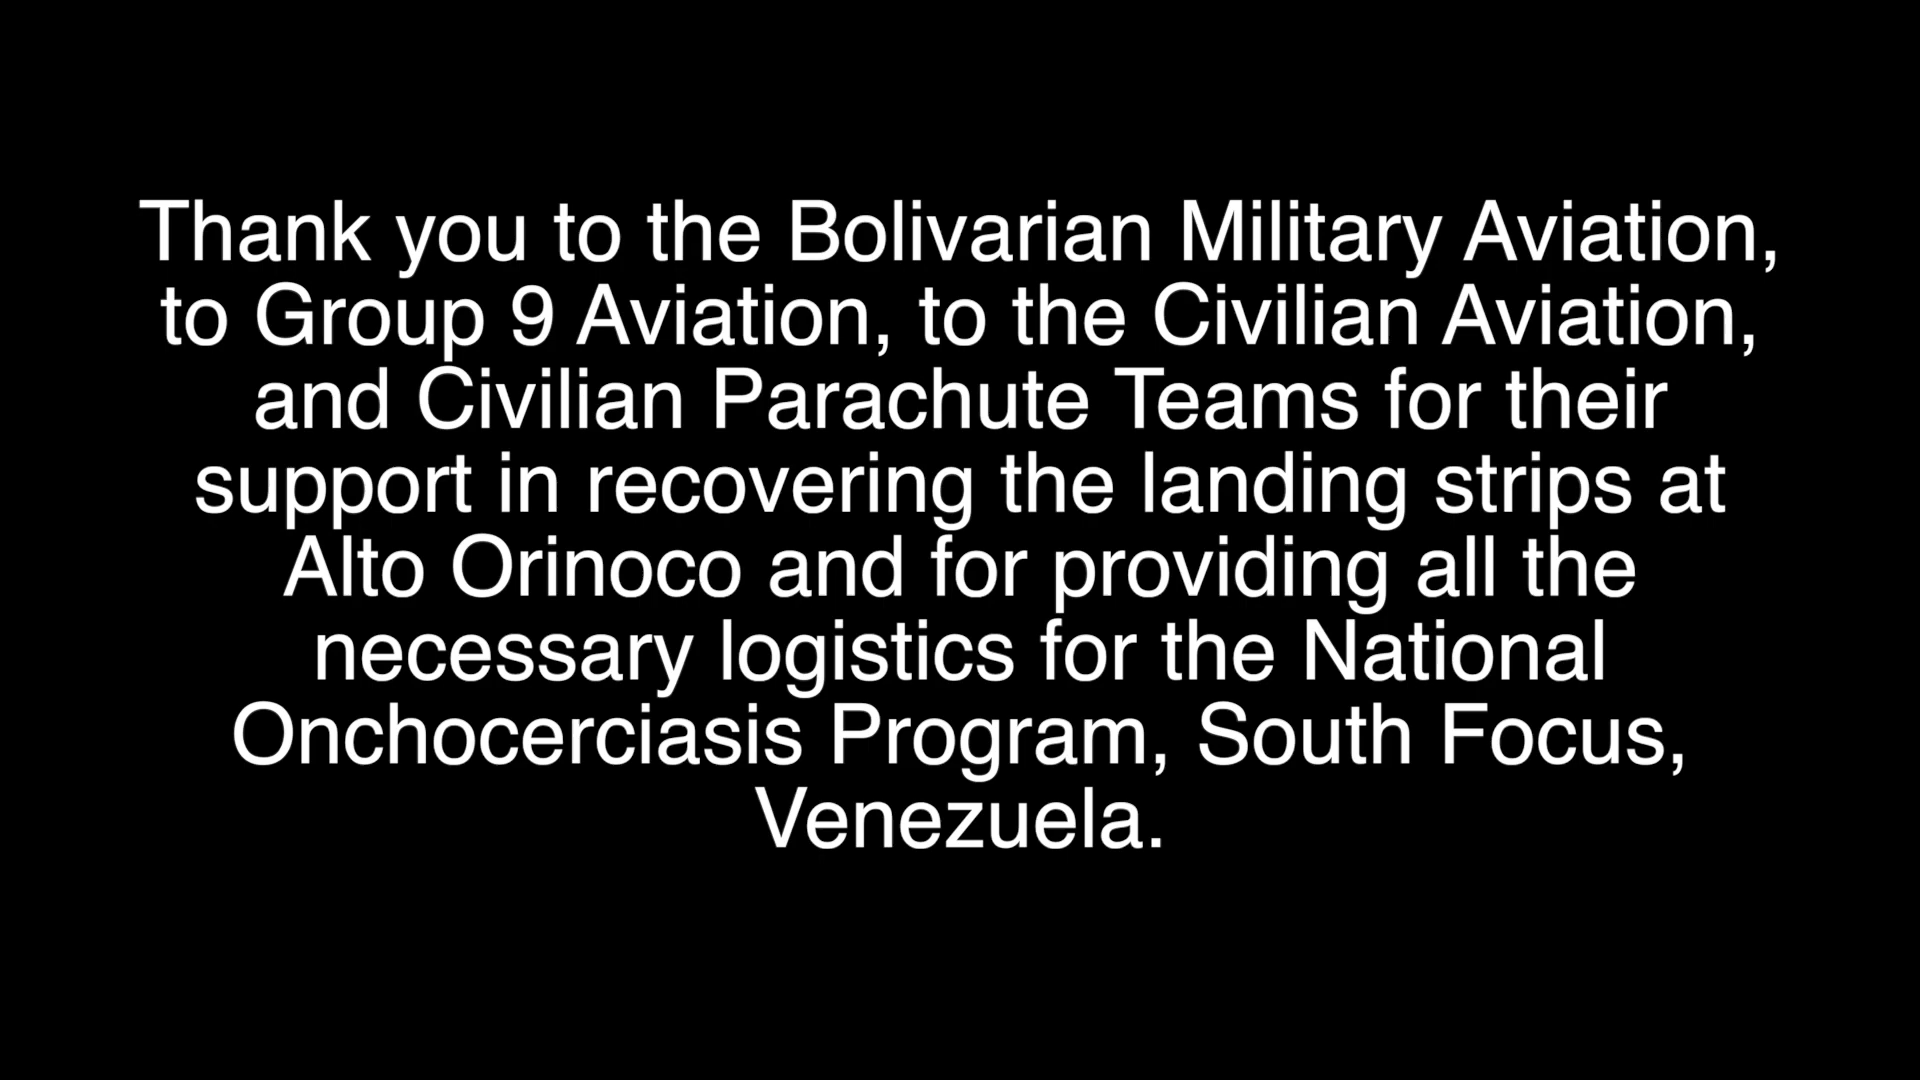 Thank you to the Bolivarian Military Aviation,
to Group 9 Aviation, to the Civilian Aviation,
and Civilian Parachute Teams for their
support in recovering the landing strips at
Alto Orinoco and for providing all the
necessary logistics for the National
Onchocerciasis Program, South Focus,
Venezuela.